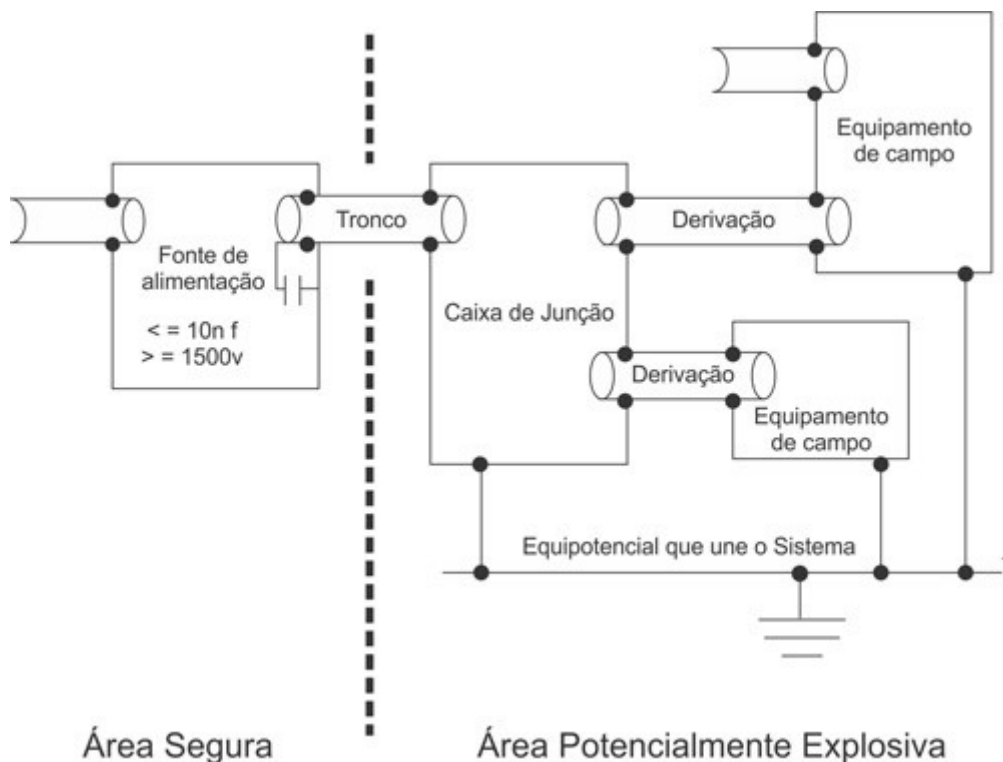 Equipamento
de campo
Tronco
Derivação
Fonte de
alimentação
< = 10n f
> = 1500v
Caixa de Junção
Derivação
Equipamento
de campo
Equipotencial que une o Sistema
Área Segura
Área Potencialmente Explosiva